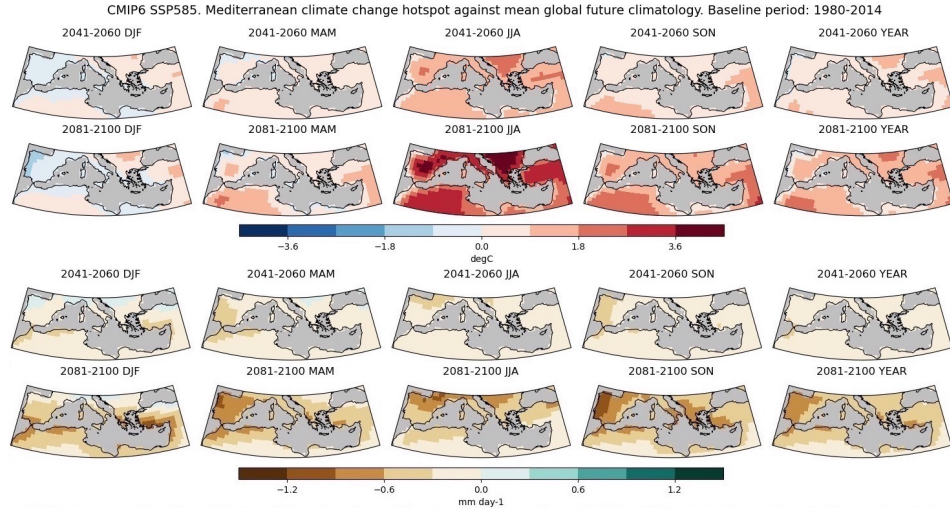 CMIP6 SSP585. Mediterranean climate change hotspot against mean global future climatology. Baseline period: 1980-2014
2041-2060 DJF 2041-2060 MAM 2041-2060 JJA 2041-2060 SON 2041-2060 YEAR
2081-2100 DJF 2081-2100 MAM 2081-2100 JJA 2081-2100 SON 2081-2100 YEAR
−3.6 −1.8 0.0 1.8 3.6
degC
2041-2060 DJF 2041-2060 MAM 2041-2060 JJA 2041-2060 SON 2041-2060 YEAR
2081-2100 DJF 2081-2100 MAM 2081-2100 JJA 2081-2100 SON 2081-2100 YEAR
−1.2 −0.6 0.0 0.6 1.2
mm day-1